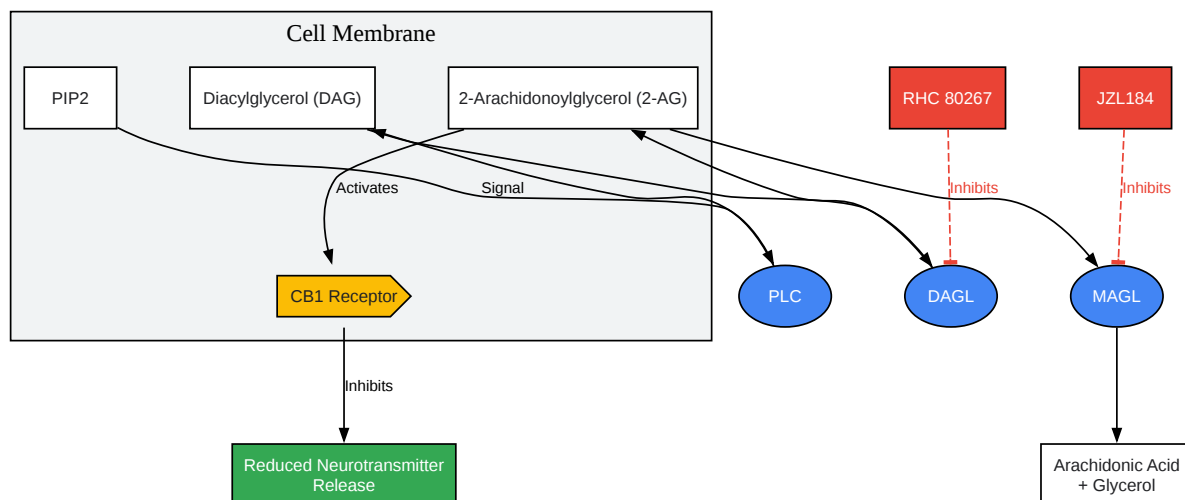 Cell Membrane
PIP2
Diacylglycerol (DAG)
2-Arachidonoylglycerol (2-AG)
RHC 80267
JZL184
Activates
Signal
Inhibits
Inhibits
CB1 Receptor
PLC
DAGL
MAGL
Inhibits
Reduced Neurotransmitter
Release
Arachidonic Acid
+ Glycerol